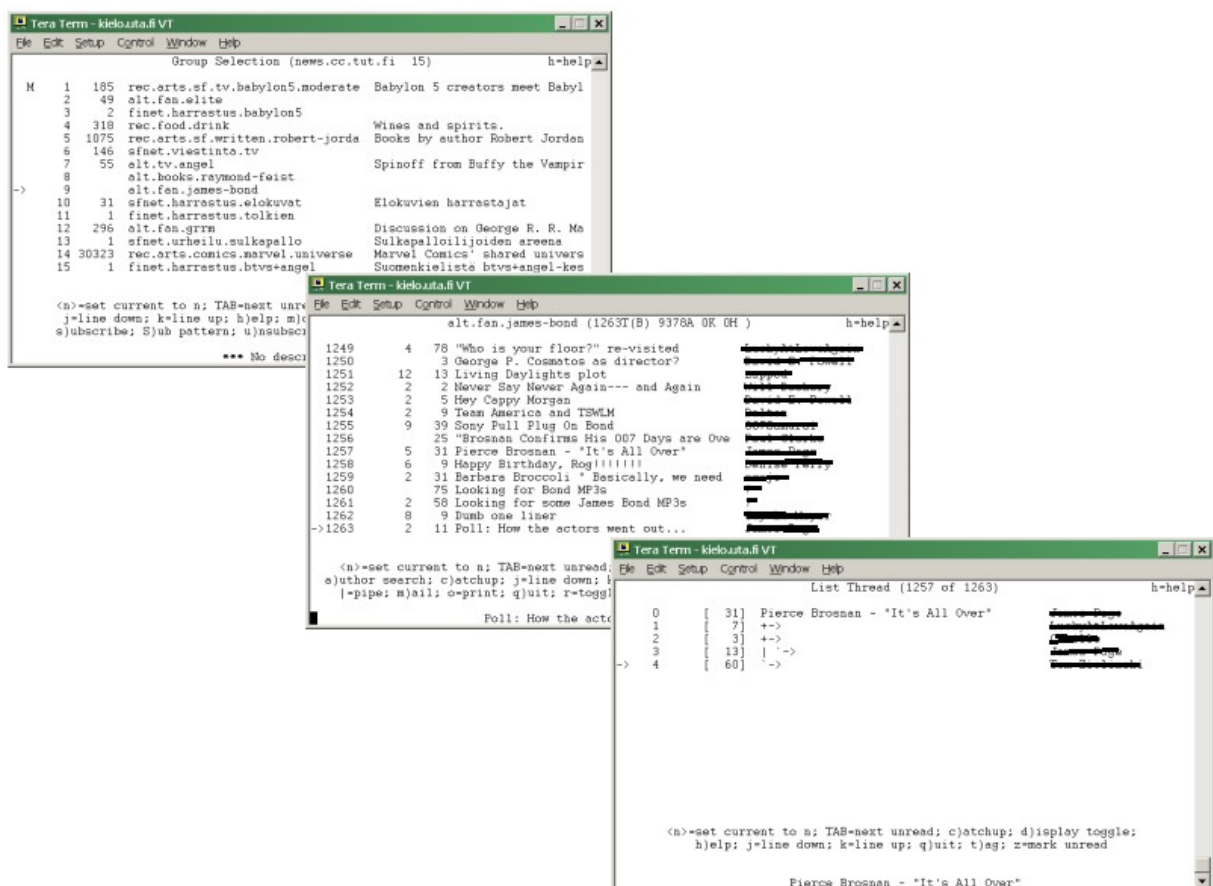 Tera Term - kielo.uta.fi VT
File Edit Setup Control Window Help
Group Selection (news.cc.tut.fi 15) h=help
M 1 185 rec.arts.sf.tv.babylon5.moderate Babylon 5 creators meet Babyl
2 49 alt.fan.elite
3 2 finet.harrastus.babylon5
4 318 rec.food.drink Wines and spirits.
5 1075 rec.arts.sf.written.robert-jorda Books by author Robert Jordan
6 146 sfnet.viestinta.tv
7 55 alt.tv.angel Spinoff from Buffy the Vampir
8 alt.books.raymond-feist
-> 9 alt.fan.james-bond
10 31 sfnet.harrastus.elokuvat Elokuvien harrastajat
11 1 finet.harrastus.tolkien
12 296 alt.fan.grrm Discussion on George R. R. Ma
13 1 sfnet.urheilu.sulkapallo Sulkapalloilijoiden areena
14 30323 rec.arts.comics.marvel.universe Marvel Comics' shared univers
15 1 finet.harrastus.btvs+angel Suomenkielistä btvs+angel-kes
<n>=set current to n; TAB=next unre
j=line down; k=line up; h)elp; m)o
s)ubscribe; S)ub pattern; u)nsubscr
*** No descr
Tera Term - kielo.uta.fi VT
File Edit Setup Control Window Help
alt.fan.james-bond (1263T(B) 9378A 0K 0H ) h=help
1249 4 78 "Who is your floor?" re-visited
1250 3 George P. Cosmatos as director?
1251 12 13 Living Daylights plot
1252 2 2 Never Say Never Again--- and Again
1253 2 5 Hey Cappy Morgan
1254 2 9 Team America and TSWLM
1255 9 39 Sony Pull Plug On Bond
1256 25 "Brosnan Confirms His 007 Days are Ove
1257 5 31 Pierce Brosnan - "It's All Over"
1258 6 9 Happy Birthday, Rog!!!!!!!
1259 2 31 Barbara Broccoli " Basically, we need
1260 75 Looking for Bond MP3s
1261 2 58 Looking for some James Bond MP3s
1262 8 9 Dumb one liner
->1263 2 11 Poll: How the actors went out...
<n>=set current to n; TAB=next unread;
a)uthor search; c)atchup; j=line down;
|=pipe; m)ail; o=print; q)uit; r=toggl
Poll: How the acto
Tera Term - kielo.uta.fi VT
File Edit Setup Control Window Help
List Thread (1257 of 1263) h=help
0 [ 31] Pierce Brosnan - "It's All Over"
1 [ 7] +->
2 [ 3] +->
3 [ 13] | `->
-> 4 [ 60] `->
<n>=set current to n; TAB=next unread; c)atchup; d)isplay toggle;
h)elp; j=line down; k=line up; q)uit; t)ag; z=mark unread
Pierce Brosnan - "It's All Over"